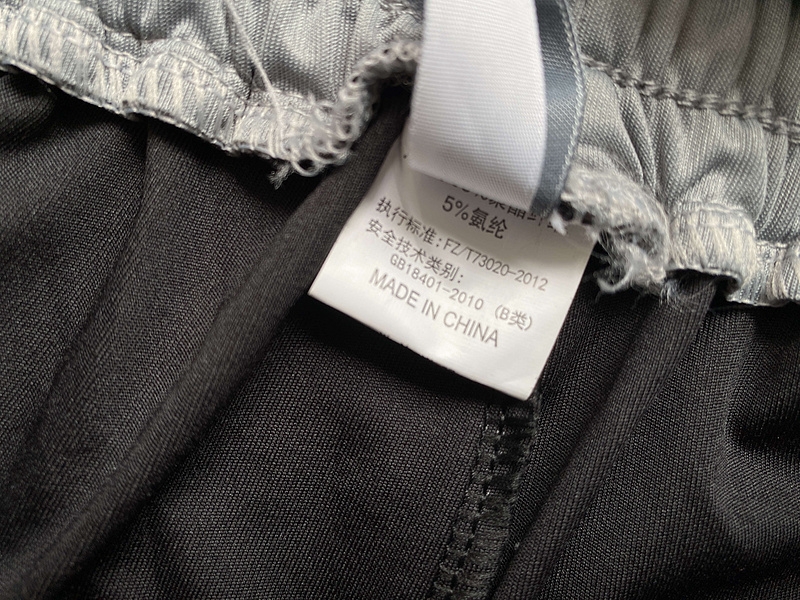 5%氨纶
执行标准:FZ/T73020-2012
安全技术类别:
GB18401-2010 (B类)
MADE IN CHINA